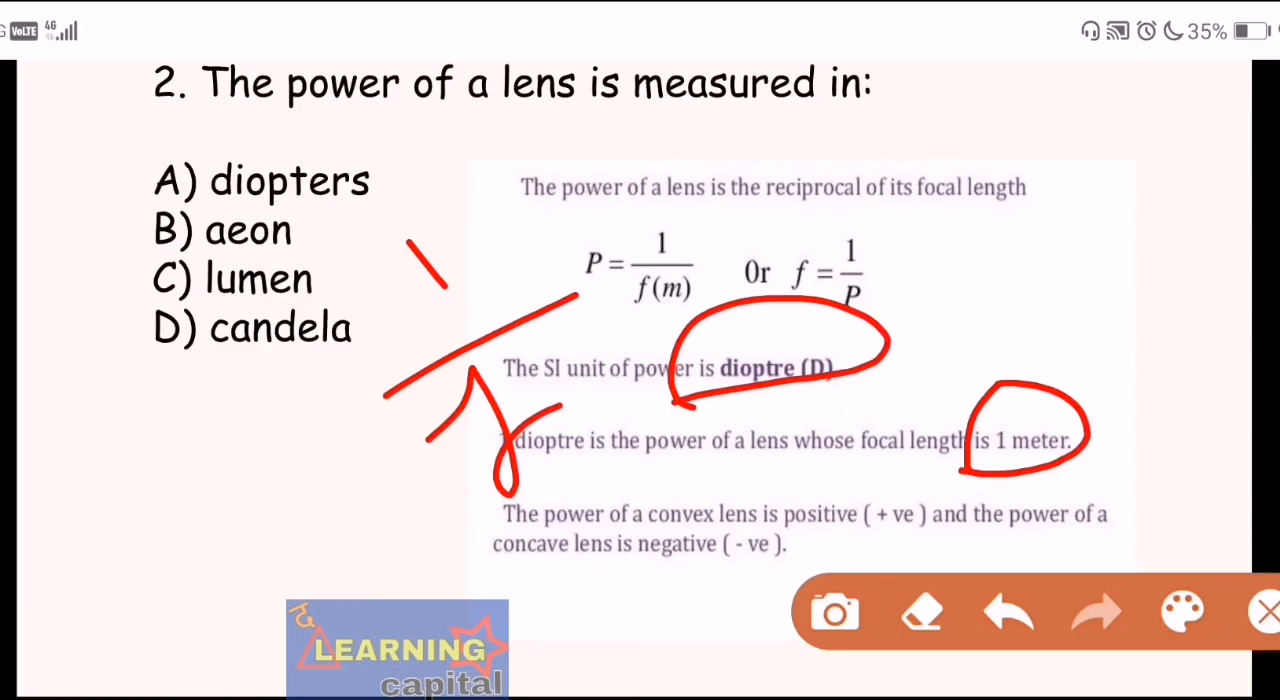 VoLTE 4G 35%
2. The power of a lens is measured in:
A) diopters
B) aeon
C) lumen
D) candela
The power of a lens is the reciprocal of its focal length
P = 1 / f(m) Or f = 1 / P
The SI unit of power is dioptre (D)
dioptre is the power of a lens whose focal length is 1 meter.
The power of a convex lens is positive ( + ve ) and the power of a
concave lens is negative ( - ve ).
LEARNING
capital